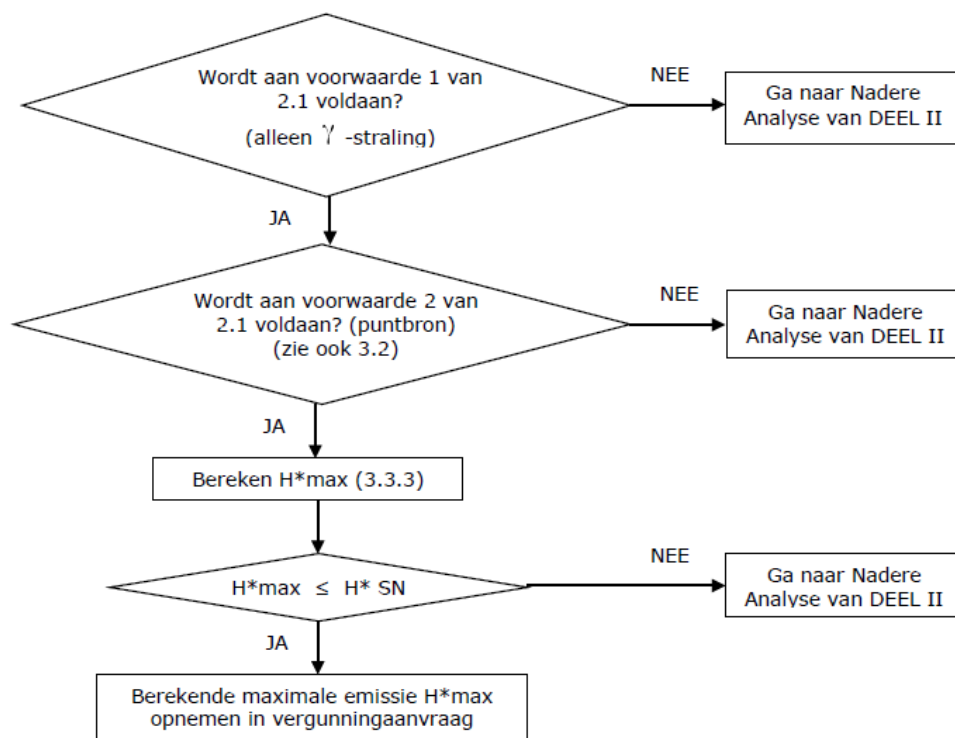 Wordt aan voorwaarde 1 van
2.1 voldaan?
(alleen γ -straling)
NEE
Ga naar Nadere
Analyse van DEEL II
JA
Wordt aan voorwaarde 2 van
2.1 voldaan? (puntbron)
(zie ook 3.2)
NEE
Ga naar Nadere
Analyse van DEEL II
JA
Bereken H*max (3.3.3)
H*max ≤ H* SN
NEE
Ga naar Nadere
Analyse van DEEL II
JA
Berekende maximale emissie H*max
opnemen in vergunningaanvraag